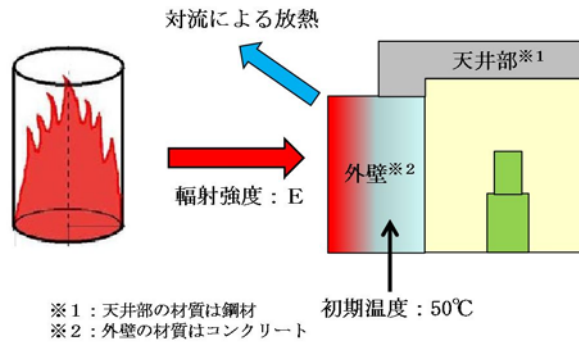 対流による放熱
天井部※1
外壁※2
輻射強度：E
初期温度：50℃
※1：天井部の材質は鋼材
※2：外壁の材質はコンクリート